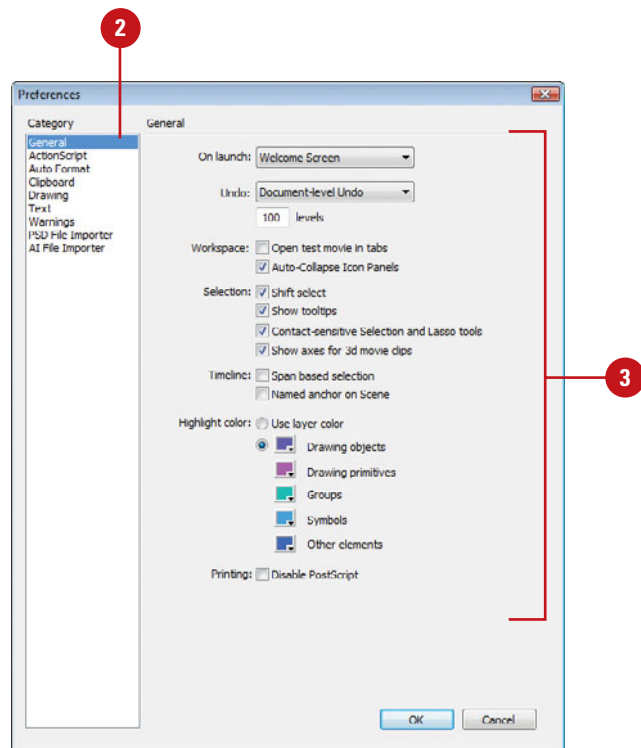 2
Preferences
Category
General
General
ActionScript
Auto Format
Clipboard
Drawing
Text
Warnings
PSD File Importer
AI File Importer
On launch: Welcome Screen
Undo: Document-level Undo
100 levels
Workspace: Open test movie in tabs
Auto-Collapse Icon Panels
Selection: Shift select
Show tooltips
Contact-sensitive Selection and Lasso tools
Show axes for 3d movie clips
Timeline: Span based selection
Named anchor on Scene
3
Highlight color: Use layer color
Drawing objects
Drawing primitives
Groups
Symbols
Other elements
Printing: Disable PostScript
OK
Cancel